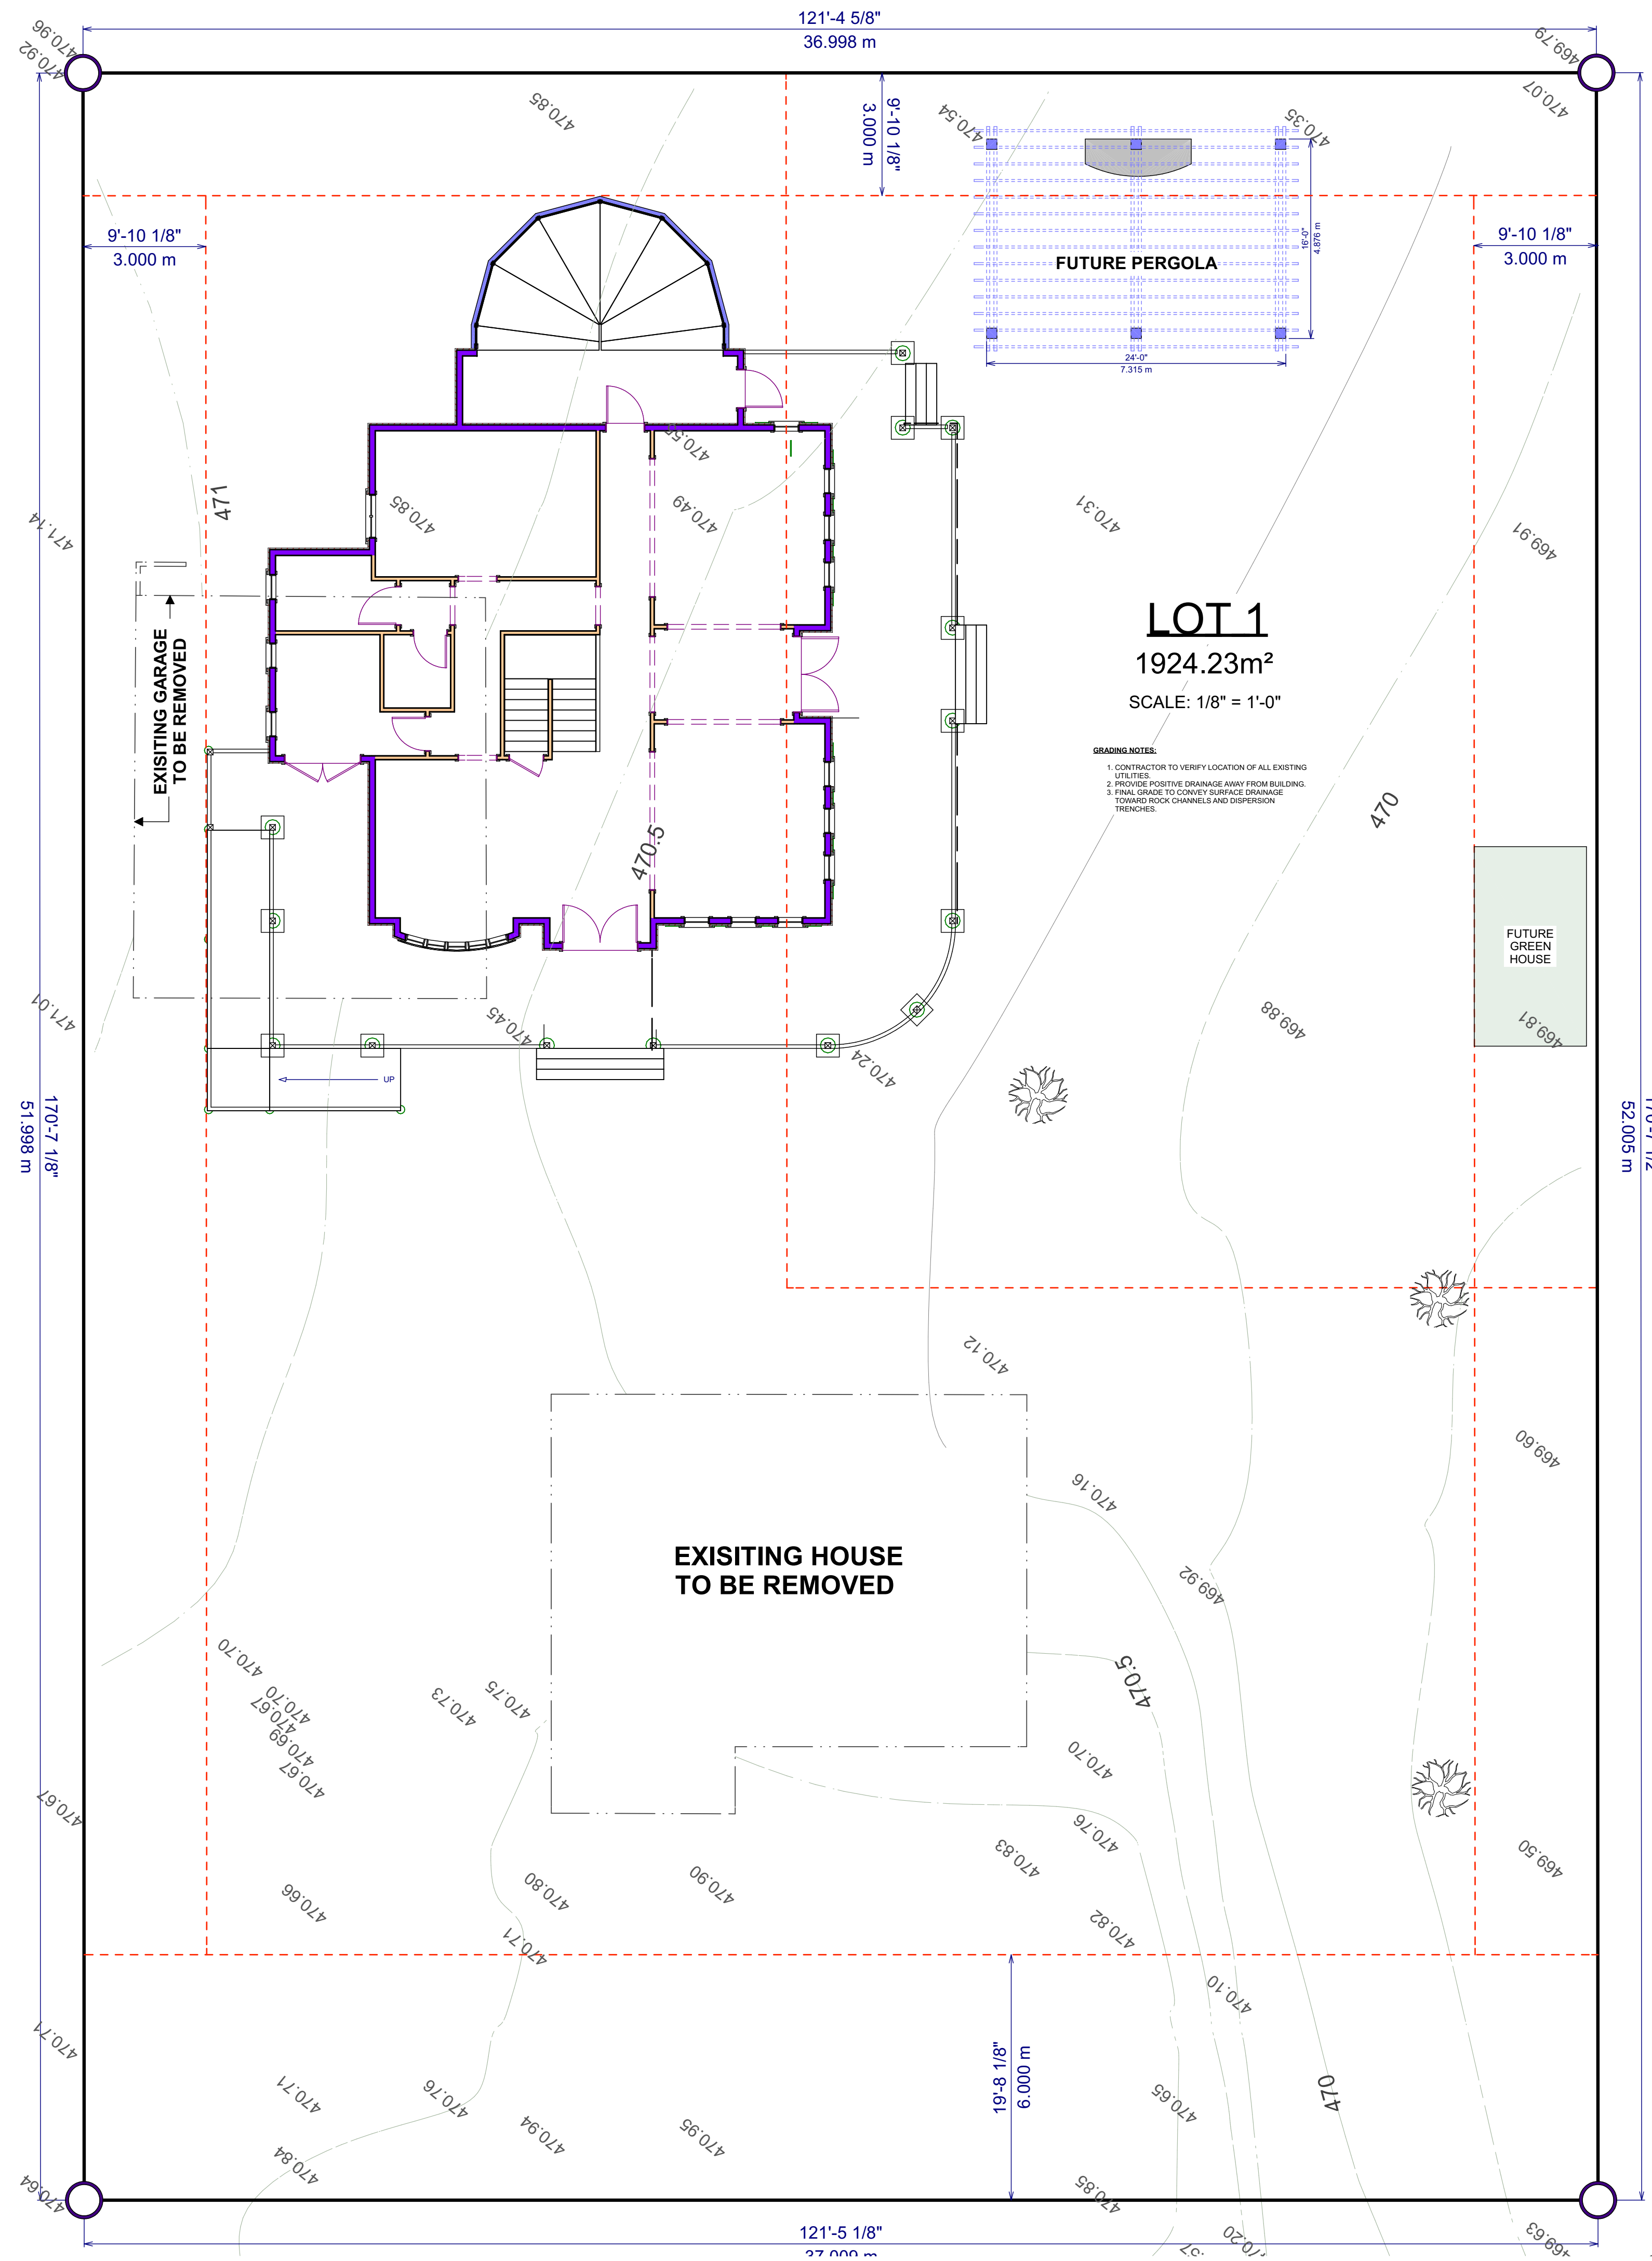 121'-4 5/8"
36.998 m
470.96
470.92
469.79
470.07
470.85
9'-10 1/8"
3.000 m
470.54
470.35
9'-10 1/8"
3.000 m
16'-0"
4.876 m
FUTURE PERGOLA
9'-10 1/8"
3.000 m
24'-0"
7.315 m
470.85
470.49
471
470.31
469.91
471.14
LOT 1
1924.23m²
SCALE: 1/8" = 1'-0"
EXISITING GARAGE
TO BE REMOVED
GRADING NOTES:
1. CONTRACTOR TO VERIFY LOCATION OF ALL EXISTING
UTILITIES.
2. PROVIDE POSITIVE DRAINAGE AWAY FROM BUILDING.
3. FINAL GRADE TO CONVEY SURFACE DRAINAGE
TOWARD ROCK CHANNELS AND DISPERSION
TRENCHES.
470
470.5
FUTURE
GREEN
HOUSE
471.01
470.45
470.24
469.88
469.81
UP
170'-7 1/8"
51.998 m
52.005 m
470.12
469.60
470.16
EXISITING HOUSE
TO BE REMOVED
469.92
470.70
470.70
470.67
470.69
470.67
470.73
470.75
470.5
470.70
470.67
470.76
470.83
469.50
470.66
470.80
470.90
470.71
470.82
470.10
470.71
19'-8 1/8"
6.000 m
470.71
470.76
470.65
470
470.94
470.95
470.84
470.64
470.85
469.63
121'-5 1/8"
37.009 m
470.20